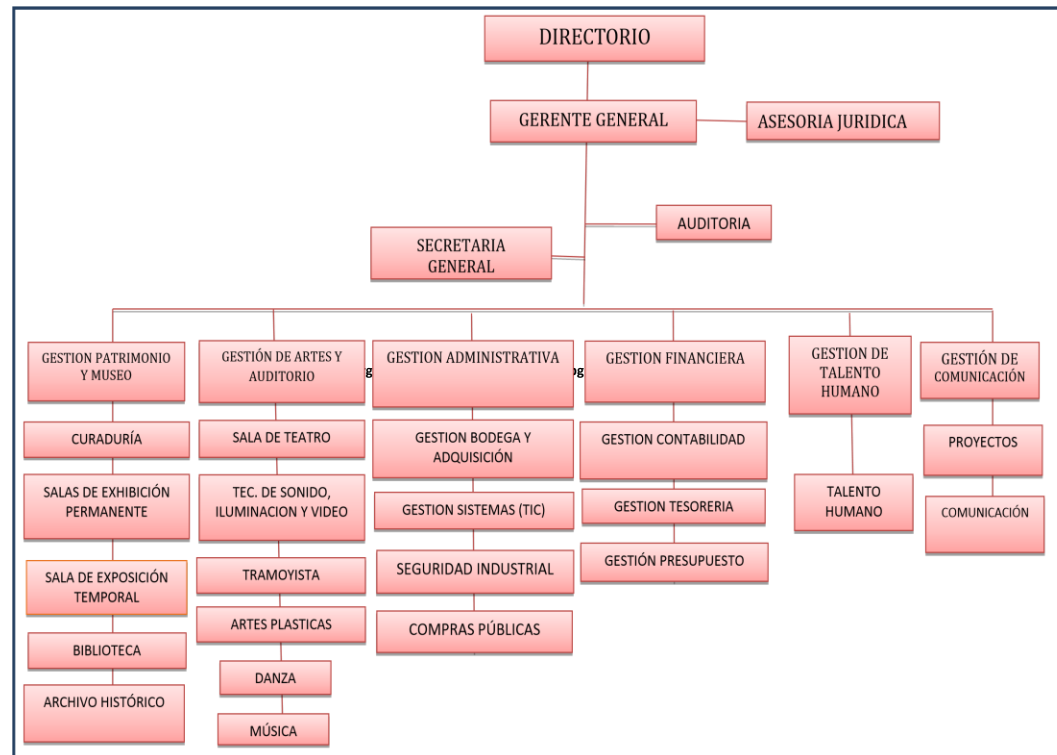 DIRECTORIO
GERENTE GENERAL
ASESORIA JURIDICA
AUDITORIA
SECRETARIA
GENERAL
GESTION PATRIMONIO
Y MUSEO
CURADURÍA
SALAS DE EXHIBICIÓN
PERMANENTE
SALA DE EXPOSICIÓN
TEMPORAL
BIBLIOTECA
ARCHIVO HISTÓRICO
GESTIÓN DE ARTES Y
AUDITORIO
SALA DE TEATRO
TEC. DE SONIDO,
ILUMINACION Y VIDEO
TRAMOYISTA
ARTES PLASTICAS
DANZA
MÚSICA
GESTION ADMINISTRATIVA
GESTION BODEGA Y
ADQUISICIÓN
GESTION SISTEMAS (TIC)
SEGURIDAD INDUSTRIAL
COMPRAS PÚBLICAS
GESTION FINANCIERA
GESTION CONTABILIDAD
GESTION TESORERIA
GESTIÓN PRESUPUESTO
GESTION DE
TALENTO
HUMANO
TALENTO
HUMANO
GESTIÓN DE
COMUNICACIÓN
PROYECTOS
COMUNICACIÓN